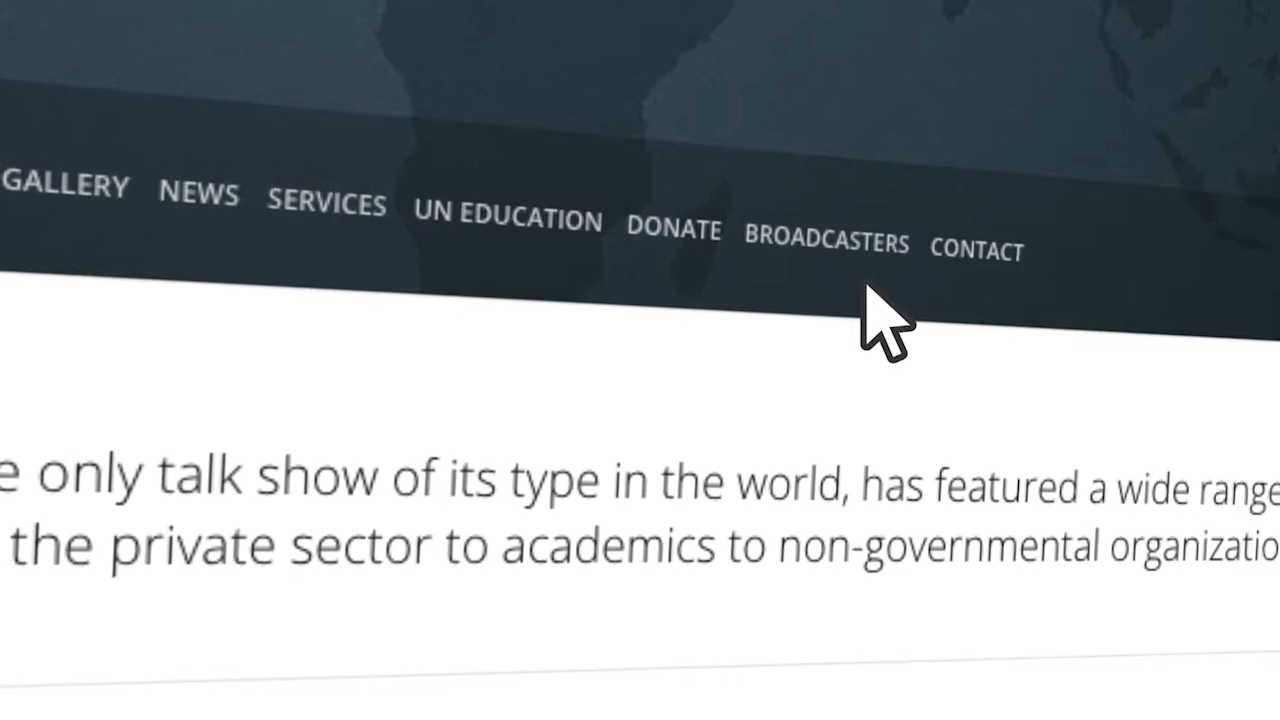 GALLERY NEWS SERVICES UN EDUCATION DONATE BROADCASTERS CONTACT
only talk show of its type in the world, has featured a wide range
the private sector to academics to non-governmental